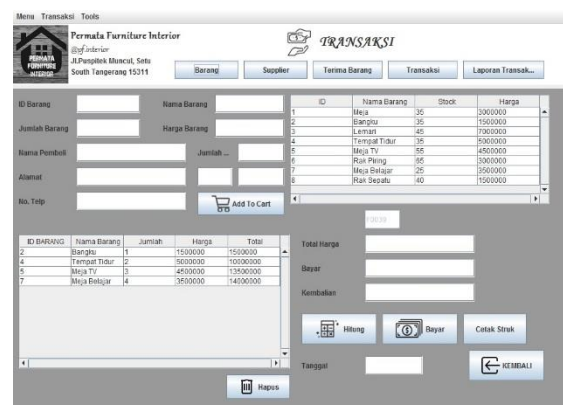 Menu Transaksi Tools
PERMATA
FURNITURE
INTERIOR
Permata Furniture Interior
@pf.interior
Jl.Puspitek Muncul, Setu
South Tangerang 15311
TRANSAKSI
Barang Supplier Terima Barang Transaksi Laporan Transak...
ID Barang Nama Barang
Jumlah Barang Harga Barang
Nama Pembeli Jumlah ...
Alamat
No. Telp Add To Cart
ID Nama Barang Stock Harga
1 Meja 35 3000000
2 Bangku 35 1500000
3 Lemari 45 7000000
4 Tempat Tidur 35 5000000
5 Meja TV 55 4500000
6 Rak Piring 65 3000000
7 Meja Belajar 25 3500000
8 Rak Sepatu 40 1500000
ID BARANG Nama Barang Jumlah Harga Total
2 Bangku 1 1500000 1500000
4 Tempat Tidur 2 5000000 10000000
5 Meja TV 3 4500000 13500000
7 Meja Belajar 4 3500000 14000000
Hapus
Total Harga
Bayar
Kembalian
Hitung Bayar Cetak Struk
Tanggal KEMBALI